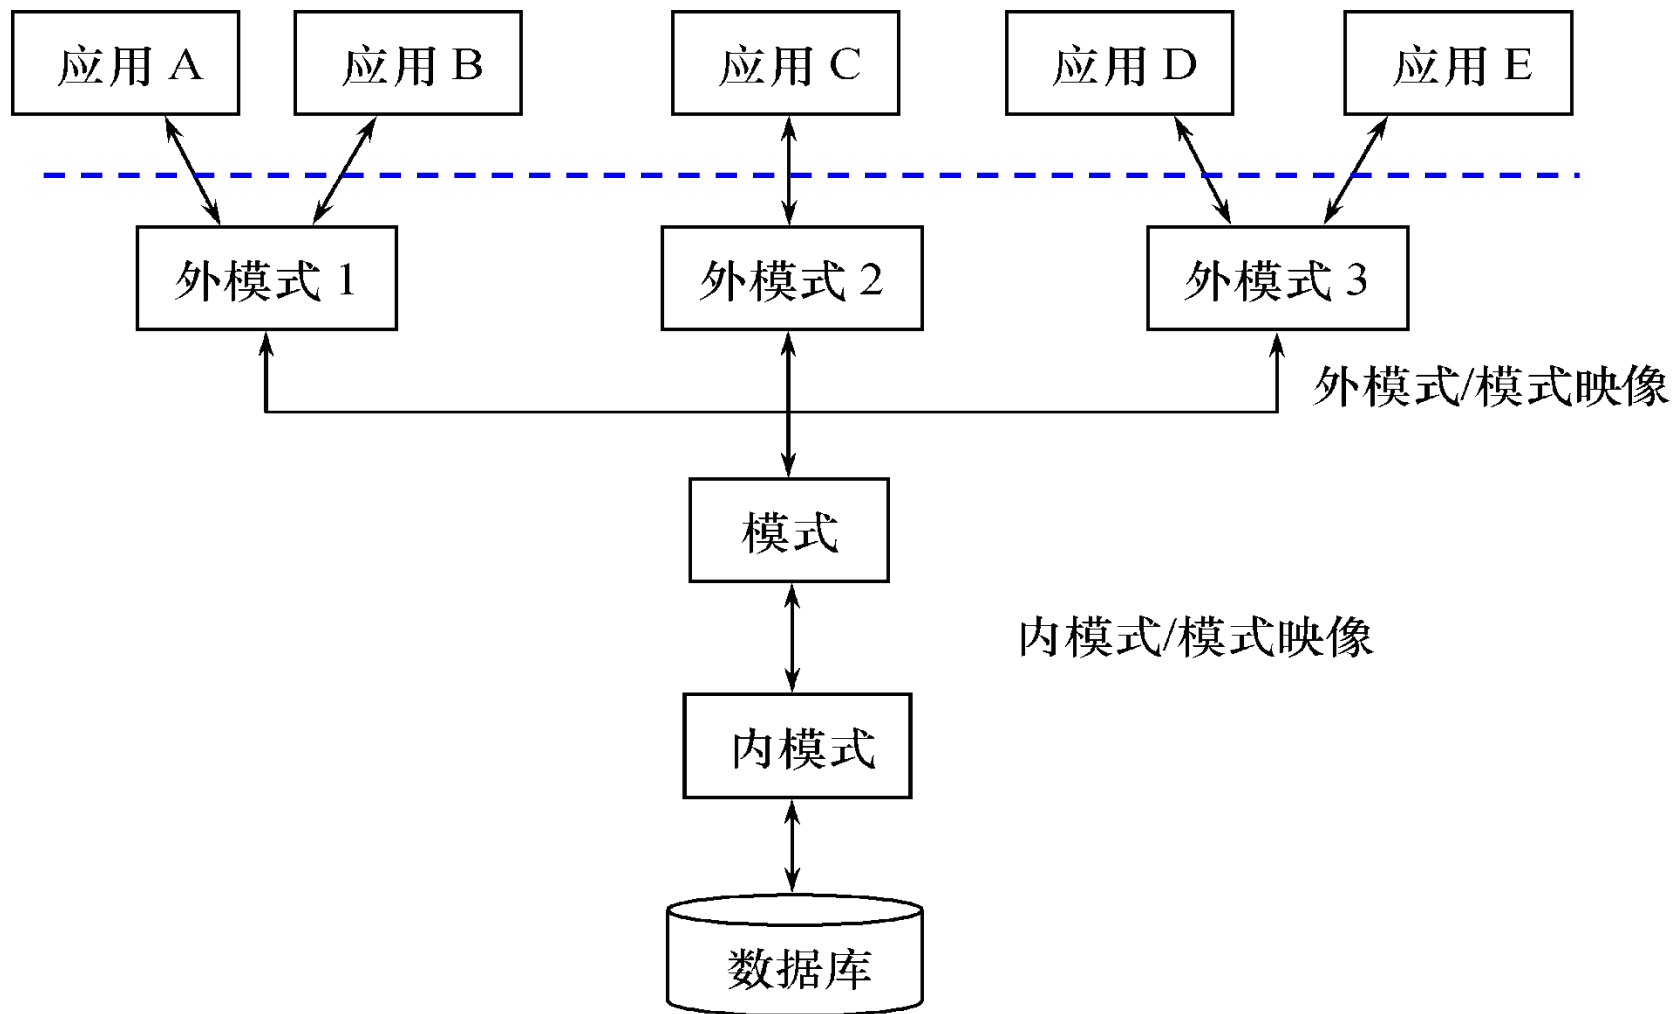 应用 A
应用 B
应用 C
应用 D
应用 E
外模式 1
外模式 2
外模式 3
外模式/模式映像
模式
内模式/模式映像
内模式
数据库